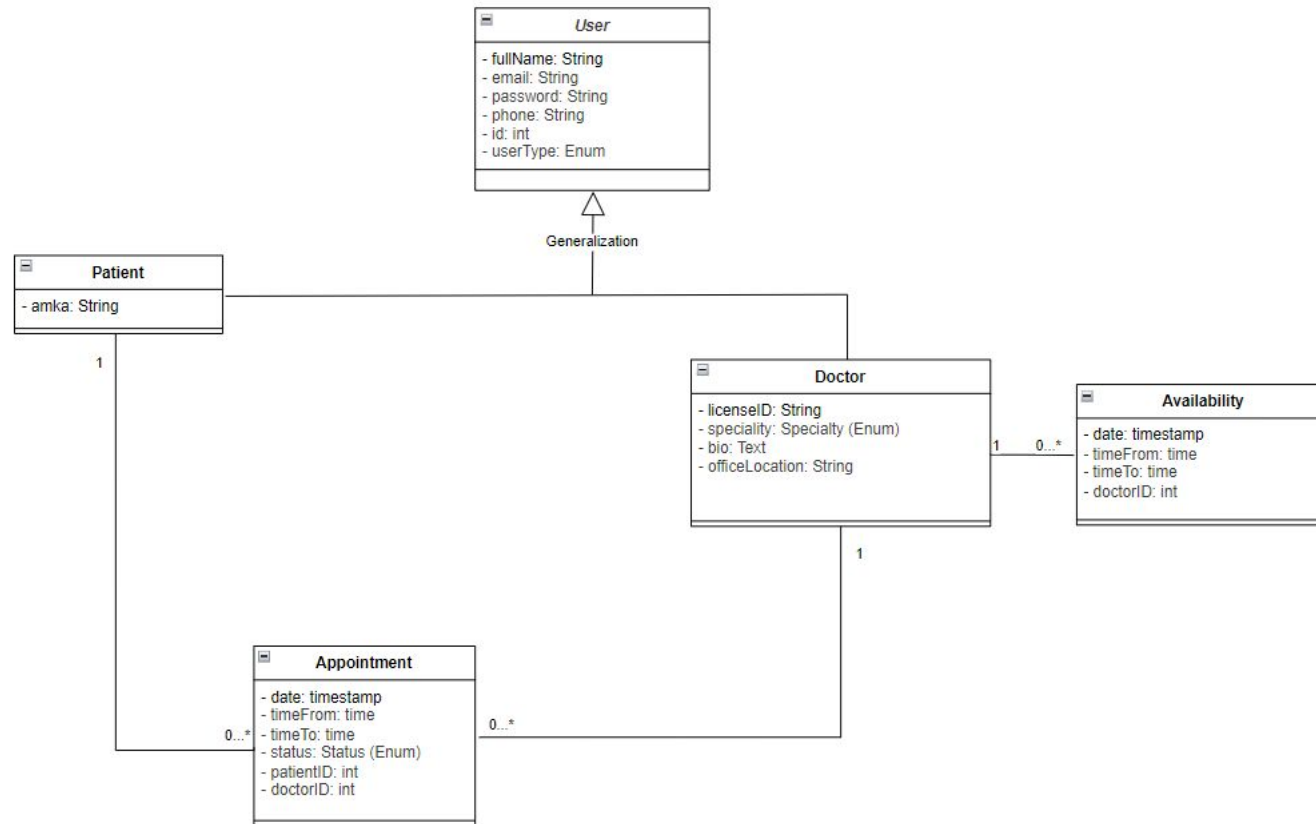 User
- fullName: String
- email: String
- password: String
- phone: String
- id: int
- userType: Enum
Generalization
Patient
- amka: String
1
Doctor
- licenseID: String
- speciality: Specialty (Enum)
- bio: Text
- officeLocation: String
1
0...*
Availability
- date: timestamp
- timeFrom: time
- timeTo: time
- doctorID: int
1
Appointment
- date: timestamp
- timeFrom: time
- timeTo: time
- status: Status (Enum)
- patientID: int
- doctorID: int
0...*
0...*